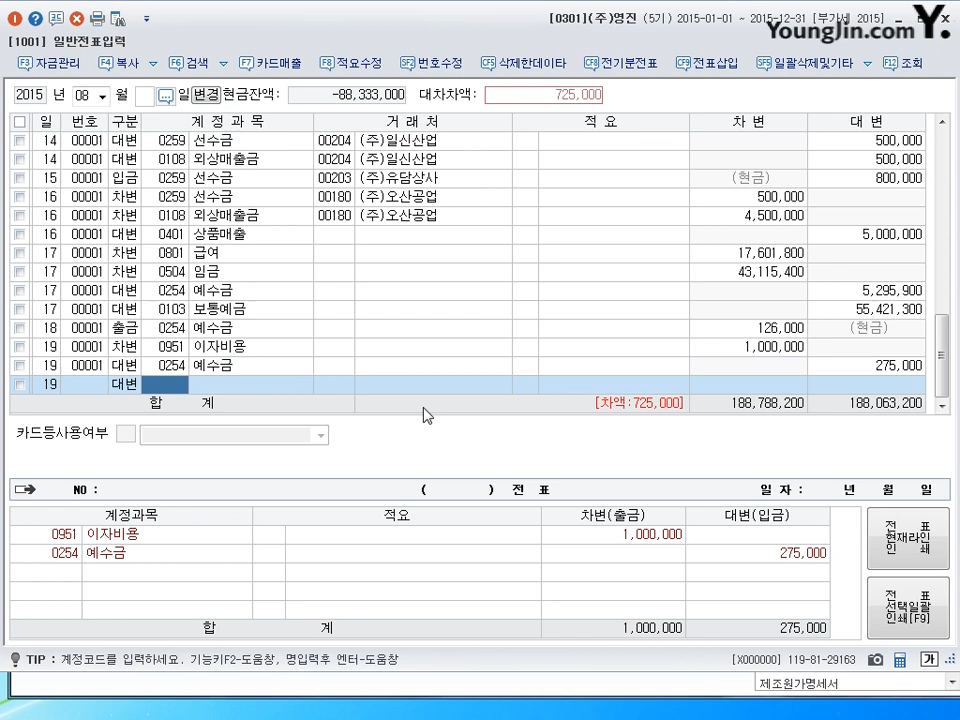 [0301](주)영진 (5기) 2015-01-01 ~ 2015-12-31 [부가세 2015]
YoungJin.com Y.
[1001] 일반전표입력
F3 자금관리 F4 복사 F6 검색 F7 카드매출 F8 적요수정 SF2 번호수정 CF5 삭제한데이타 CF8 전기분전표 CF9 전표삽입 SF5 일괄삭제및기타 F12 조회
2015 년 08 월 일 변경 현금잔액: -88,333,000 대차차액: 725,000
일 번호 구분 계 정 과 목 거 래 처 적 요 차 변 대 변
14 00001 대변 0259 선수금 00204 (주)일신산업 500,000
14 00001 대변 0108 외상매출금 00204 (주)일신산업 500,000
15 00001 입금 0259 선수금 00203 (주)유담상사 (현금) 800,000
16 00001 차변 0259 선수금 00180 (주)오산공업 500,000
16 00001 차변 0108 외상매출금 00180 (주)오산공업 4,500,000
16 00001 대변 0401 상품매출 5,000,000
17 00001 차변 0801 급여 17,601,800
17 00001 차변 0504 임금 43,115,400
17 00001 대변 0254 예수금 5,295,900
17 00001 대변 0103 보통예금 55,421,300
18 00001 출금 0254 예수금 126,000 (현금)
19 00001 차변 0951 이자비용 1,000,000
19 00001 대변 0254 예수금 275,000
19 대변
합 계 [차액:725,000] 188,788,200 188,063,200
카드등사용여부
NO : ( ) 전 표 일 자 : 년 월 일
계정과목 적요 차변(출금) 대변(입금)
0951 이자비용 1,000,000
0254 예수금 275,000
합 계 1,000,000 275,000
전 표
현재라인
인 쇄
전 표
선택일괄
인쇄[F9]
TIP : 계정코드를 입력하세요. 기능키F2-도움창, 명입력후 엔터-도움창 [X000000] 119-81-29163 가
제조원가명세서